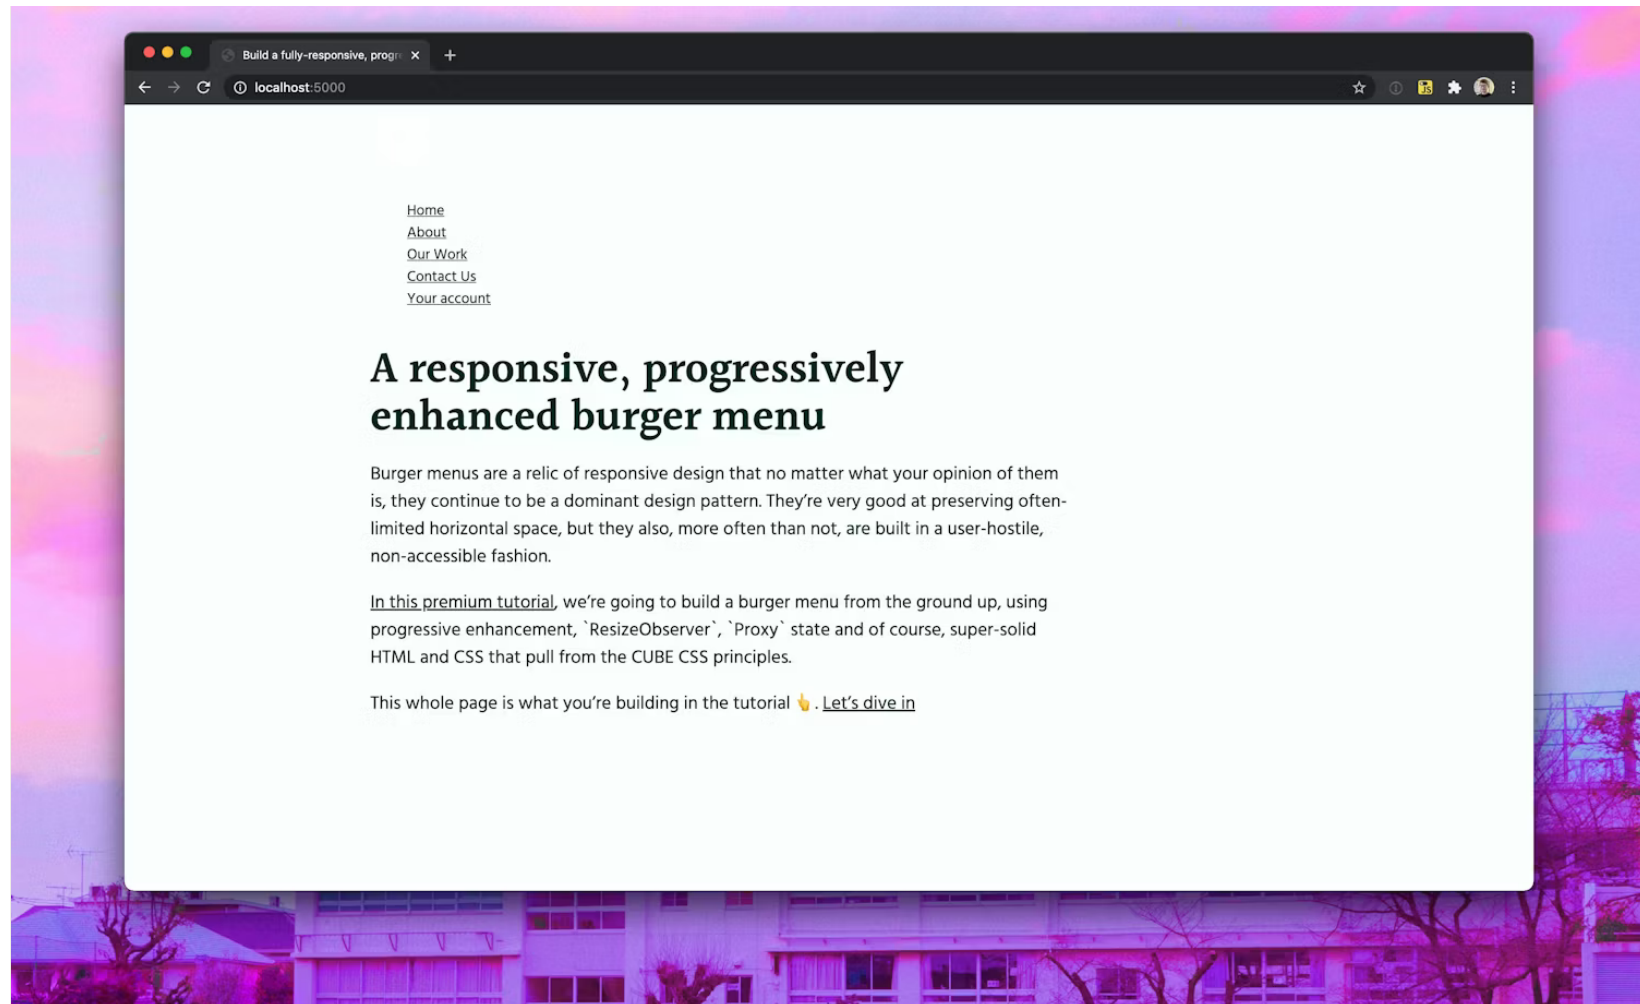 Build a fully-responsive, progr
localhost:5000
JS
Home
About
Our Work
Contact Us
Your account
A responsive, progressively
enhanced burger menu
Burger menus are a relic of responsive design that no matter what your opinion of them
is, they continue to be a dominant design pattern. They’re very good at preserving often-
limited horizontal space, but they also, more often than not, are built in a user-hostile,
non-accessible fashion.
In this premium tutorial, we’re going to build a burger menu from the ground up, using
progressive enhancement, `ResizeObserver`, `Proxy` state and of course, super-solid
HTML and CSS that pull from the CUBE CSS principles.
This whole page is what you’re building in the tutorial 👆. Let’s dive in